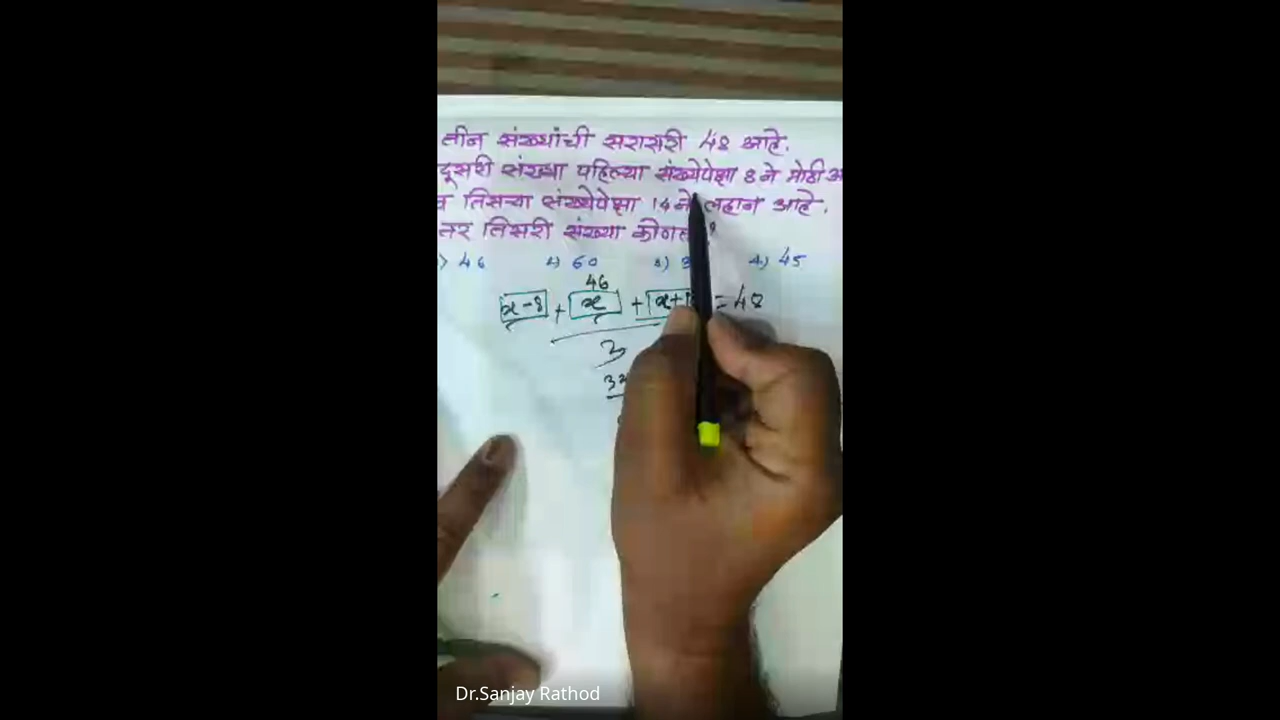 तीन संख्यांची सरासरी 48 आहे.
दुसरी संख्या पहिल्या संख्येपेक्षा 8 ने मोठी
व तिसऱ्या संख्येपेक्षा 14 ने लहान आहे.
तर तिसरी संख्या
46 2) 60 3) 4) 45
46
x-8 + x + = 48
3
Dr.Sanjay Rathod